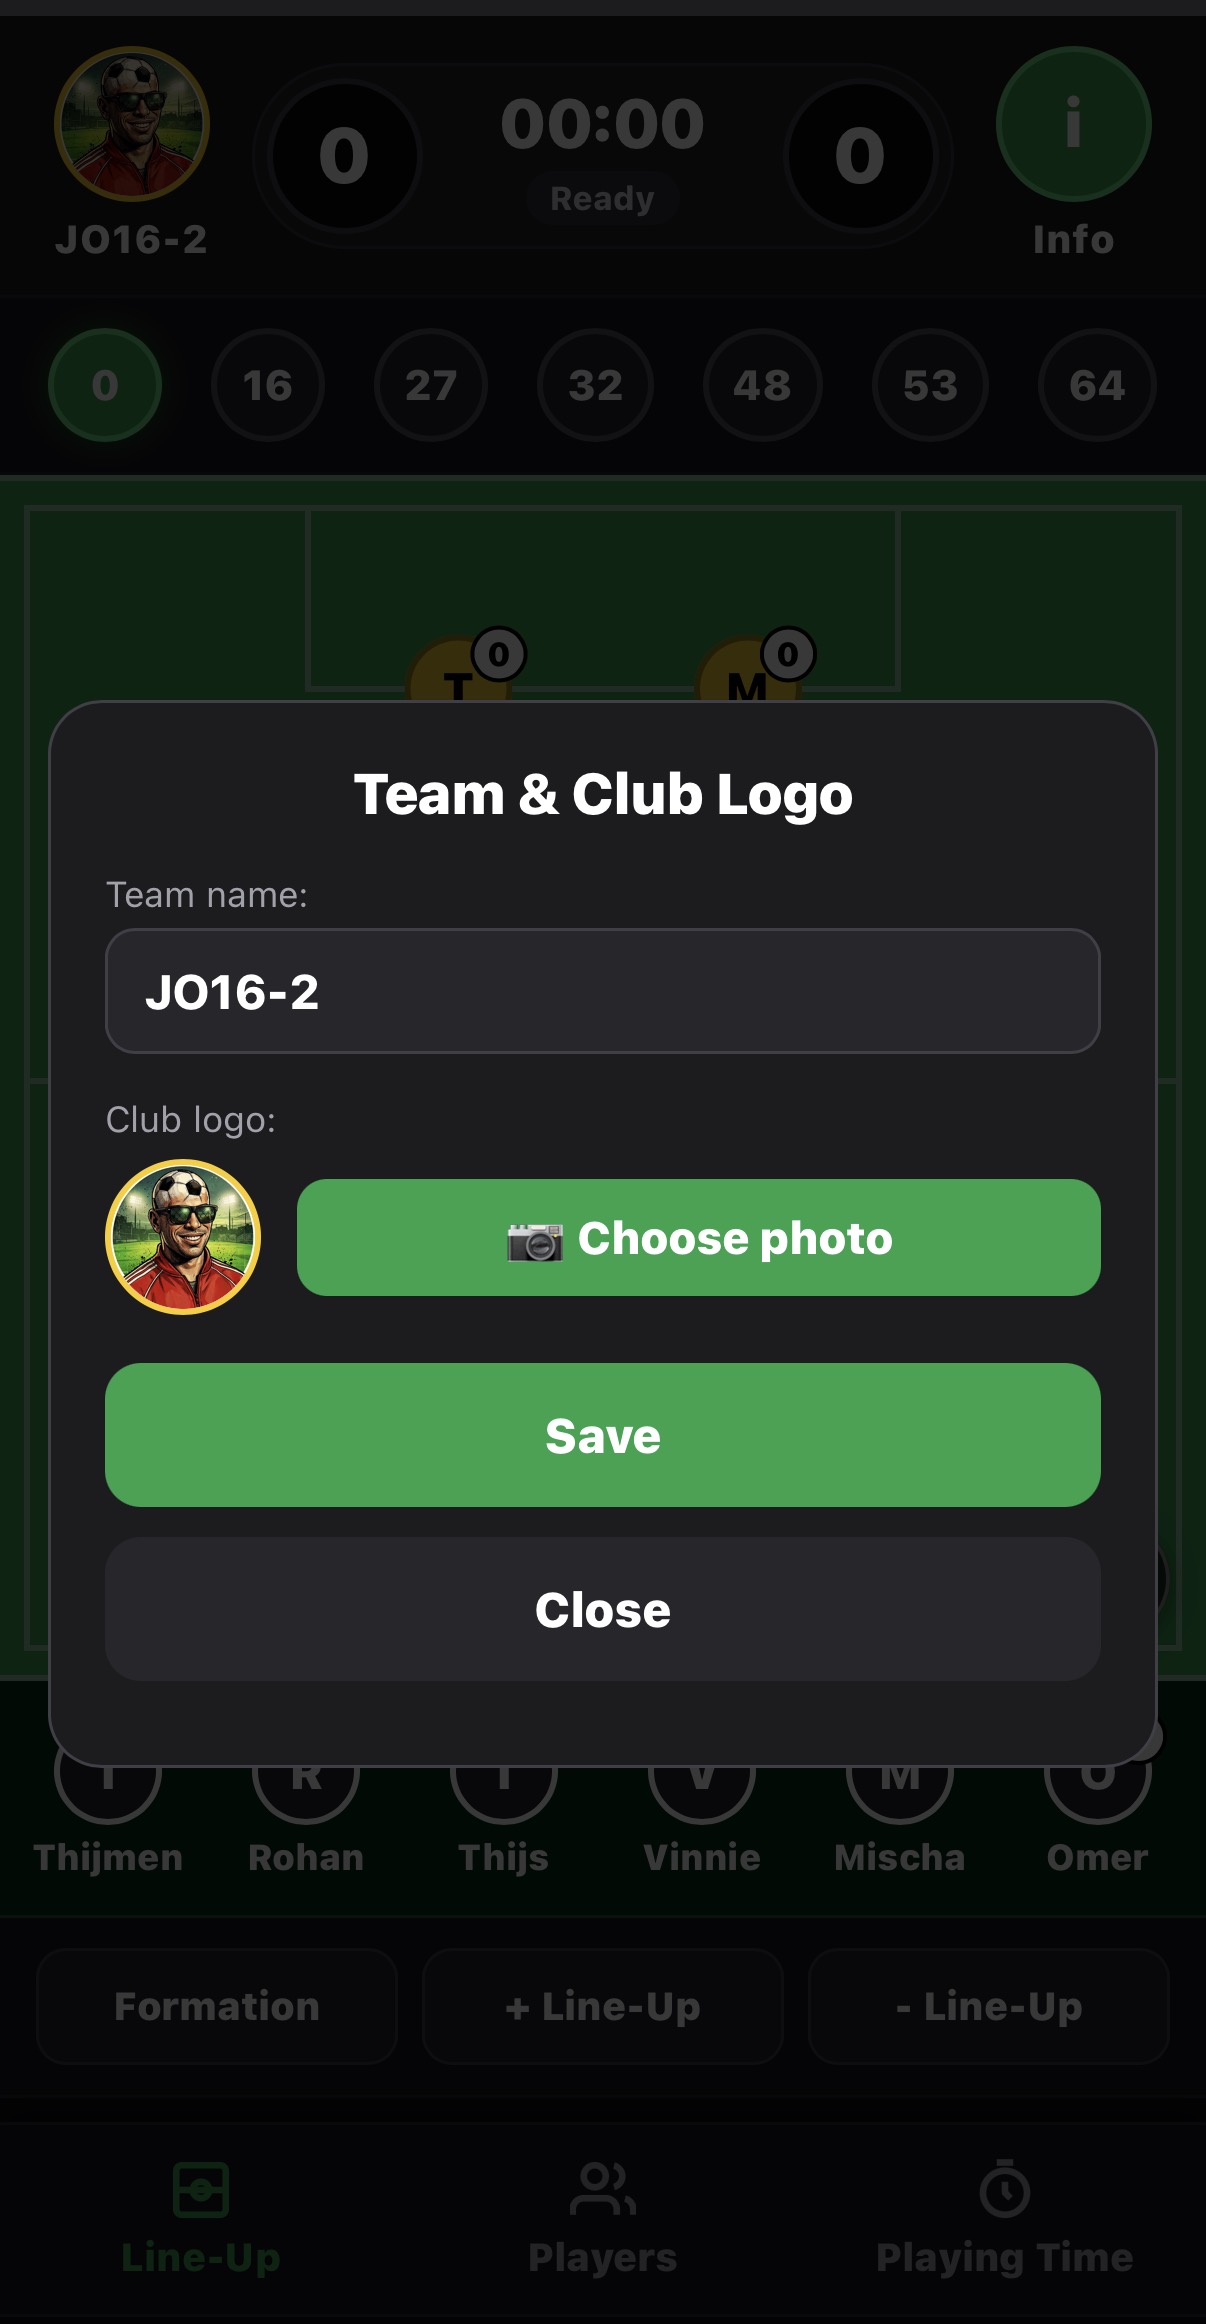 0 00:00 0 i
Ready
JO16-2 Info
0 16 27 32 48 53 64
0 0
T M
Team & Club Logo
Team name:
JO16-2
Club logo:
Choose photo
Save
Close
R V M
Thijmen Rohan Thijs Vinnie Mischa Omer
Formation + Line-Up - Line-Up
Line-Up Players Playing Time